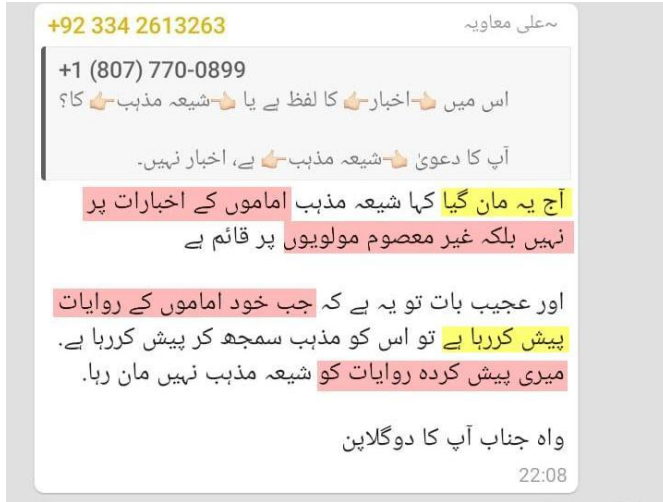 +92 334 2613263 ~علی معاویہ
+1 (807) 770-0899
اس میں 👈🏻اخبار👉🏻 کا لفظ ہے یا 👈🏻شیعہ مذہب👉🏻 کا؟
آپ کا دعویٰ 👈🏻شیعہ مذہب👉🏻 ہے، اخبار نہیں۔
آج یہ مان گیا کہا شیعہ مذہب اماموں کے اخبارات پر
نہیں بلکہ غیر معصوم مولویوں پر قائم ہے
اور عجیب بات تو یہ ہے کہ جب خود اماموں کے روایات
پیش کررہا ہے تو اس کو مذہب سمجھ کر پیش کررہا ہے.
میری پیش کردہ روایات کو شیعہ مذہب نہیں مان رہا.
واہ جناب آپ کا دوگلاپن
22:08